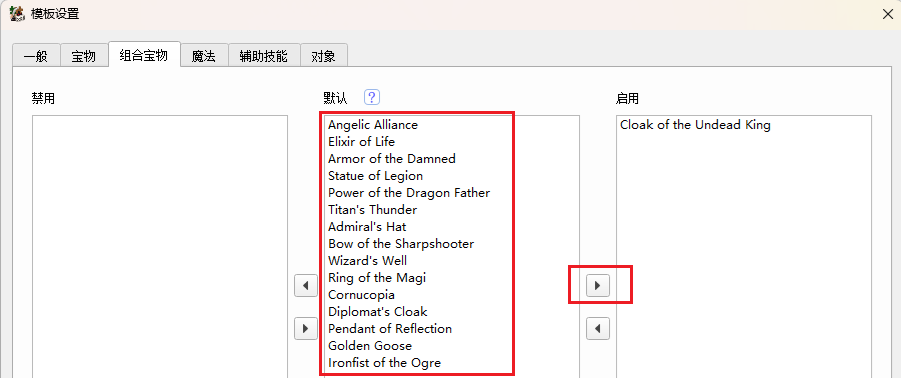 模板设置
一般
宝物
组合宝物
魔法
辅助技能
对象
禁用
默认
?
启用
Angelic Alliance
Elixir of Life
Armor of the Damned
Statue of Legion
Power of the Dragon Father
Titan's Thunder
Admiral's Hat
Bow of the Sharpshooter
Wizard's Well
Ring of the Magi
Cornucopia
Diplomat's Cloak
Pendant of Reflection
Golden Goose
Ironfist of the Ogre
Cloak of the Undead King